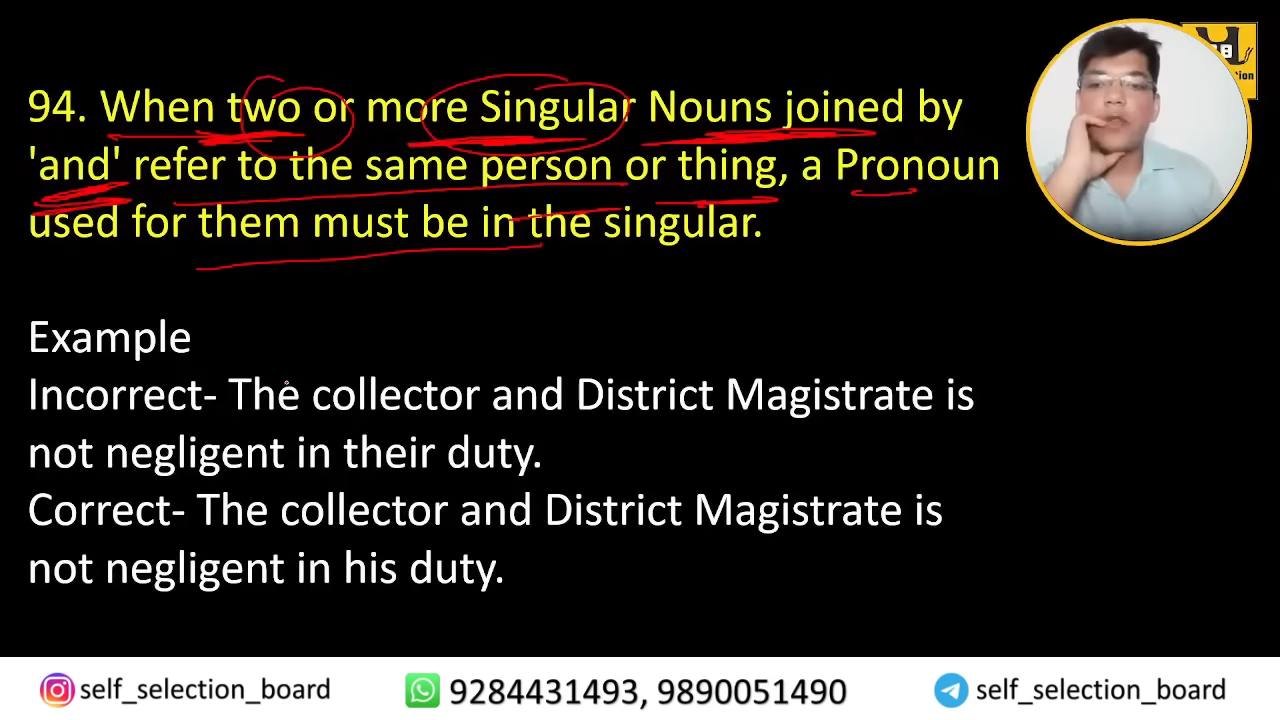 94. When two or more Singular Nouns joined by
'and' refer to the same person or thing, a Pronoun
used for them must be in the singular.
Example
Incorrect- The collector and District Magistrate is
not negligent in their duty.
Correct- The collector and District Magistrate is
not negligent in his duty.
self_selection_board 9284431493, 9890051490 self_selection_board